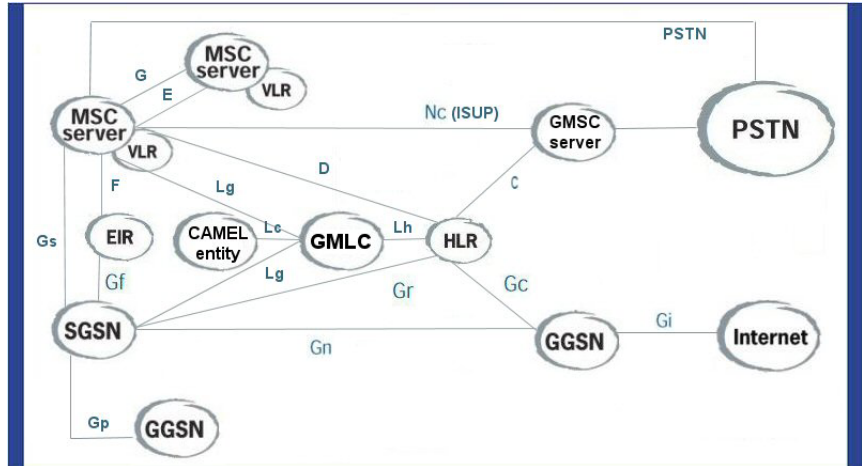 PSTN
MSC
server
G
VLR
E
MSC
server
Nc (ISUP)
GMSC
server
PSTN
VLR
D
F
Lg
C
Gs
EIR
CAMEL
entity
Lc
GMLC
Lh
HLR
Lg
Gf
Gr
Gc
SGSN
Gn
GGSN
Gi
Internet
Gp
GGSN